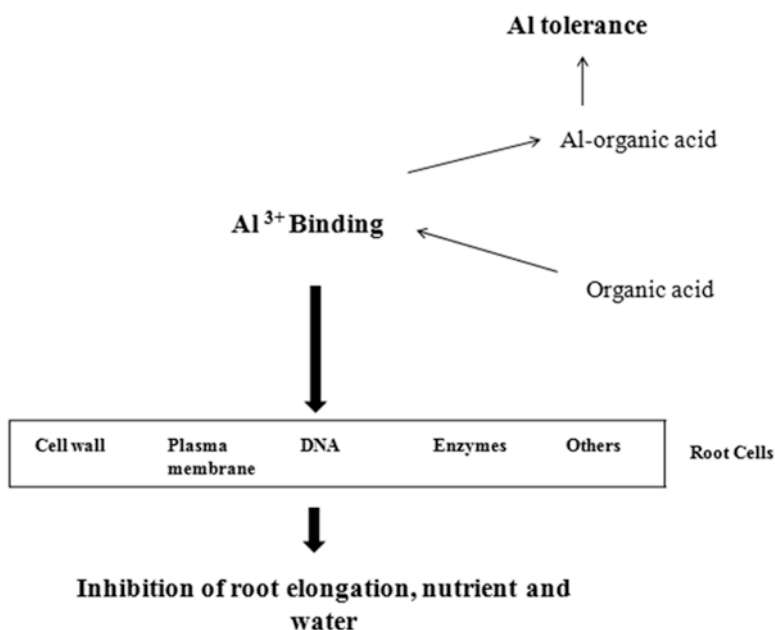 Al tolerance
Al-organic acid
Al 3+ Binding
Organic acid
Cell wall Plasma membrane DNA Enzymes Others
Root Cells
Inhibition of root elongation, nutrient and
water